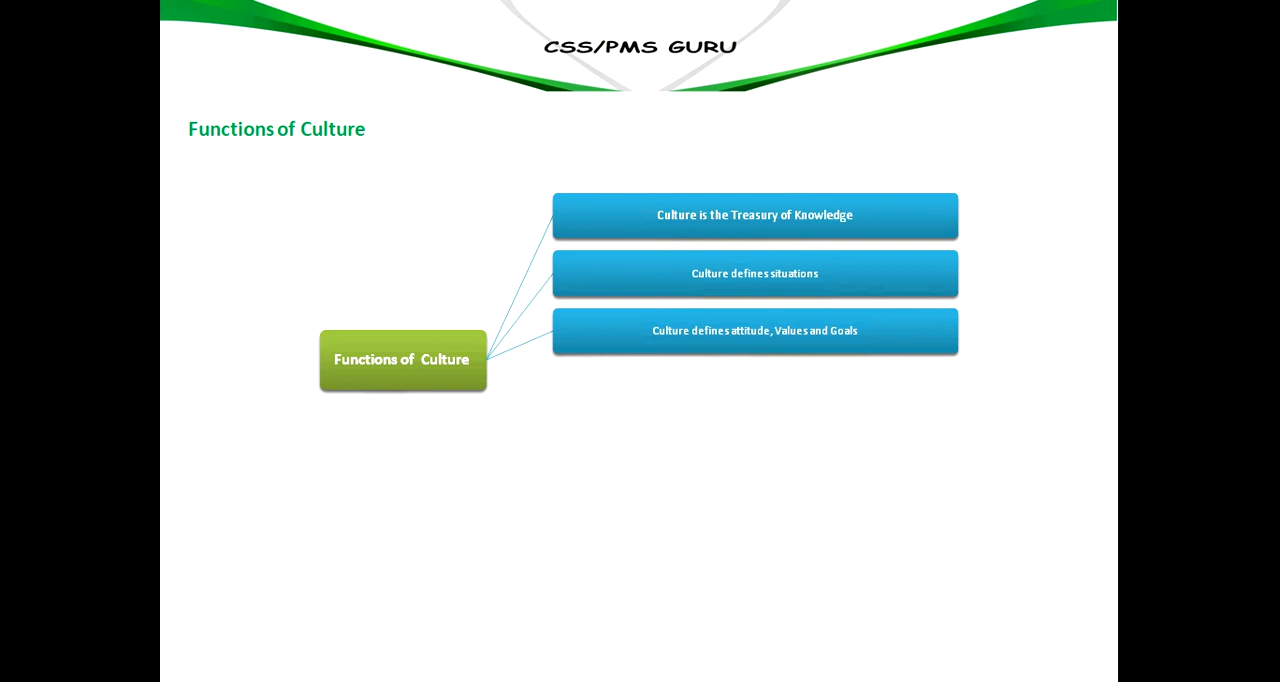 CSS/PMS GURU
Functions of Culture
Culture is the Treasury of Knowledge
Culture defines situations
Culture defines attitude, Values and Goals
Functions of Culture